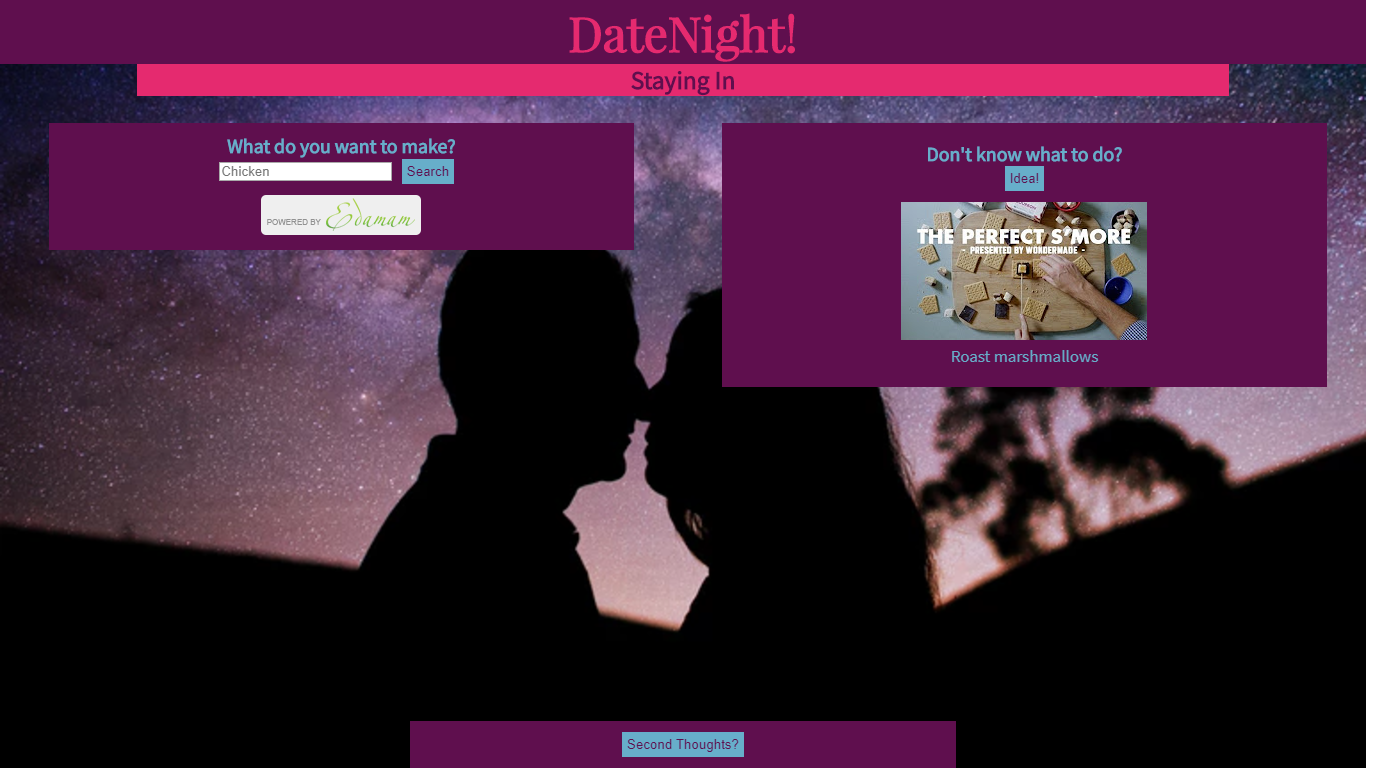 DateNight!
Staying In
What do you want to make?
Chicken
Search
POWERED BY Edamam
Don't know what to do?
Idea!
THE PERFECT S'MORE
- PRESENTED BY WONDERMADE -
Roast marshmallows
Second Thoughts?